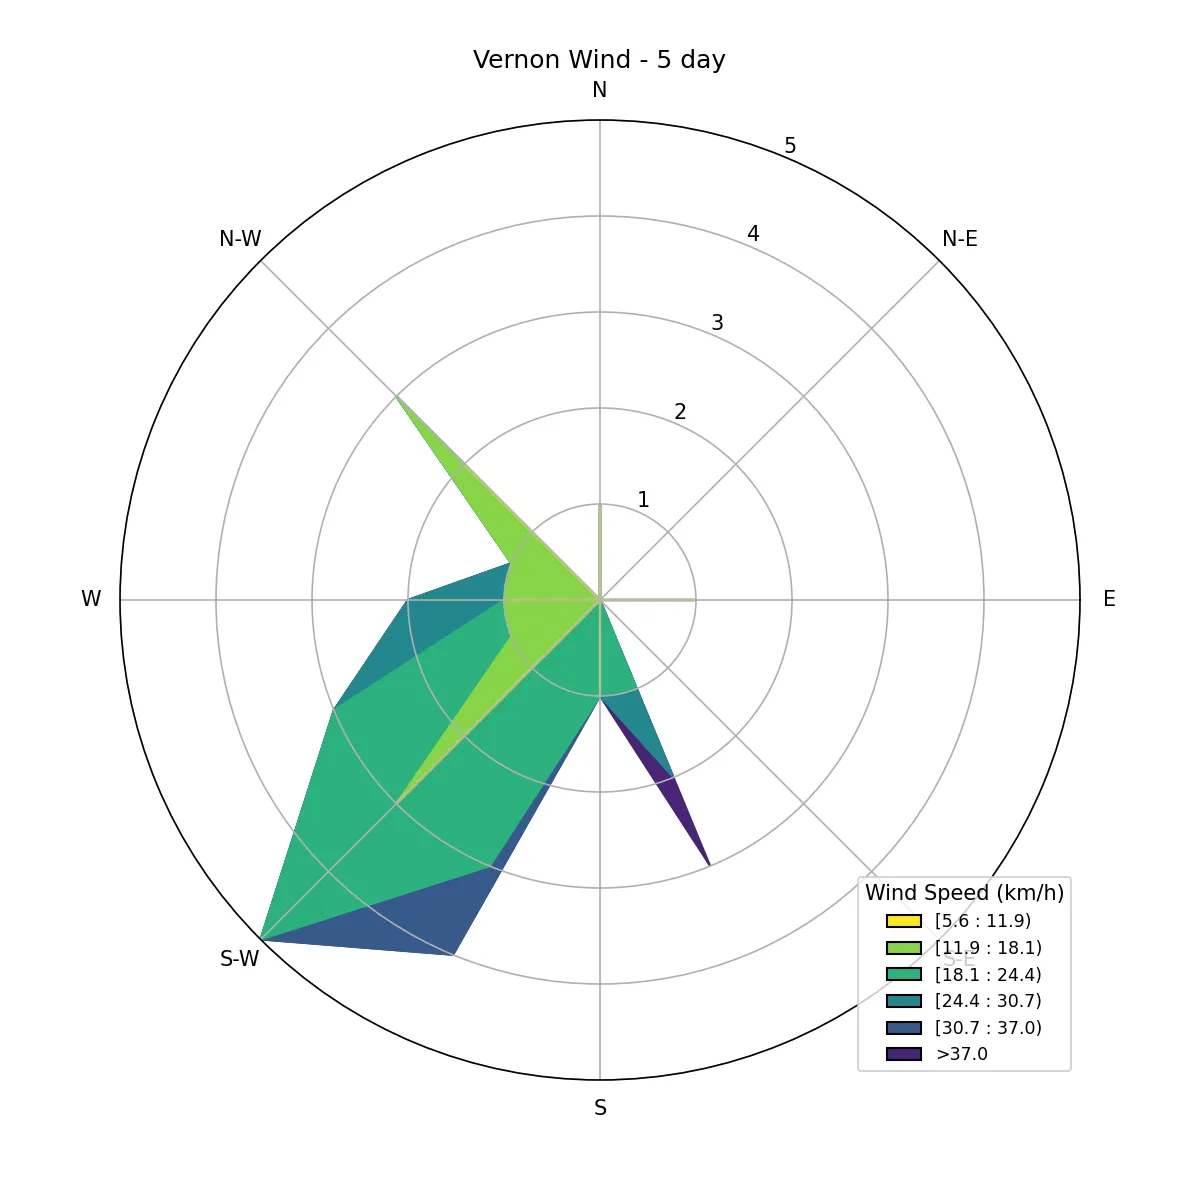 Vernon Wind - 5 day
N
5
N-W
N-E
4
3
2
1
W
E
S-W
S-E
Wind Speed (km/h)
[5.6 : 11.9)
[11.9 : 18.1)
[18.1 : 24.4)
[24.4 : 30.7)
[30.7 : 37.0)
>37.0
S